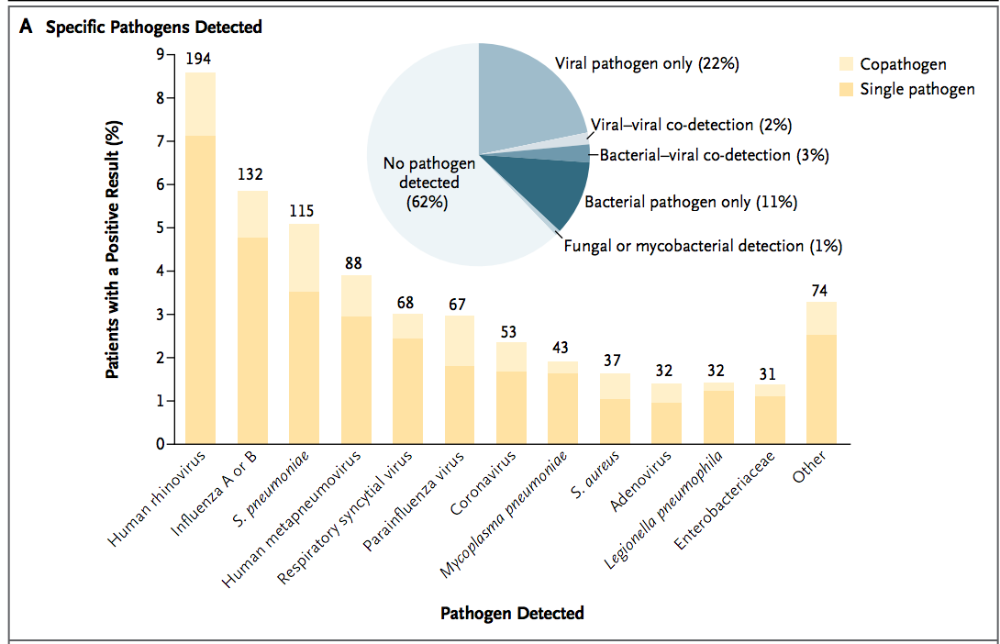 A Specific Pathogens Detected
Patients with a Positive Result (%)
9
8
7
6
5
4
3
2
1
0
194
132
115
88
68
67
53
43
37
32
32
31
74
Viral pathogen only (22%)
Viral–viral co-detection (2%)
Bacterial–viral co-detection (3%)
Bacterial pathogen only (11%)
Fungal or mycobacterial detection (1%)
No pathogen
detected
(62%)
Copathogen
Single pathogen
Human rhinovirus
Influenza A or B
S. pneumoniae
Human metapneumovirus
Respiratory syncytial virus
Parainfluenza virus
Coronavirus
Mycoplasma pneumoniae
S. aureus
Adenovirus
Legionella pneumophila
Enterobacteriaceae
Other
Pathogen Detected